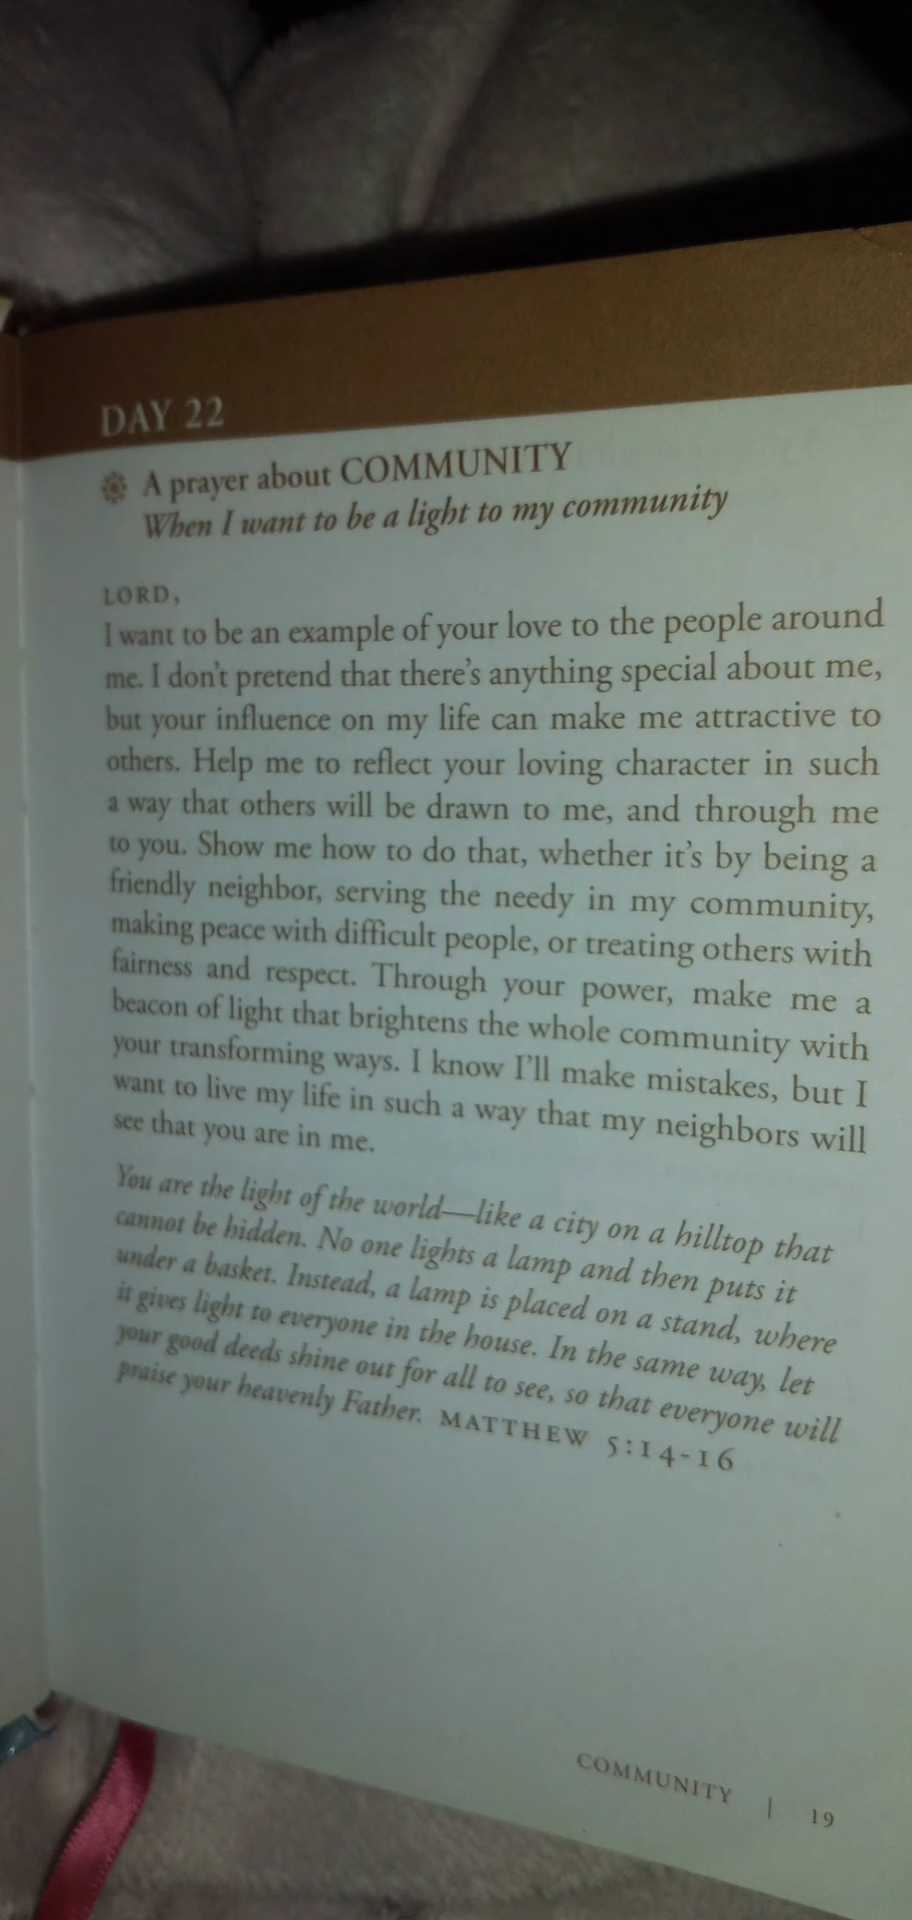 DAY 22
A prayer about COMMUNITY
When I want to be a light to my community
LORD,
I want to be an example of your love to the people around
me. I don't pretend that there's anything special about me,
but your influence on my life can make me attractive to
others. Help me to reflect your loving character in such
a way that others will be drawn to me, and through me
to you. Show me how to do that, whether it's by being a
friendly neighbor, serving the needy in my community,
making peace with difficult people, or treating others with
fairness and respect. Through your power, make me a
beacon of light that brightens the whole community with
your transforming ways. I know I'll make mistakes, but I
want to live my life in such a way that my neighbors will
see that you are in me.
You are the light of the world—like a city on a hilltop that
cannot be hidden. No one lights a lamp and then puts it
under a basket. Instead, a lamp is placed on a stand, where
it gives light to everyone in the house. In the same way, let
your good deeds shine out for all to see, so that everyone will
praise your heavenly Father. MATTHEW 5:14-16
COMMUNITY | 19